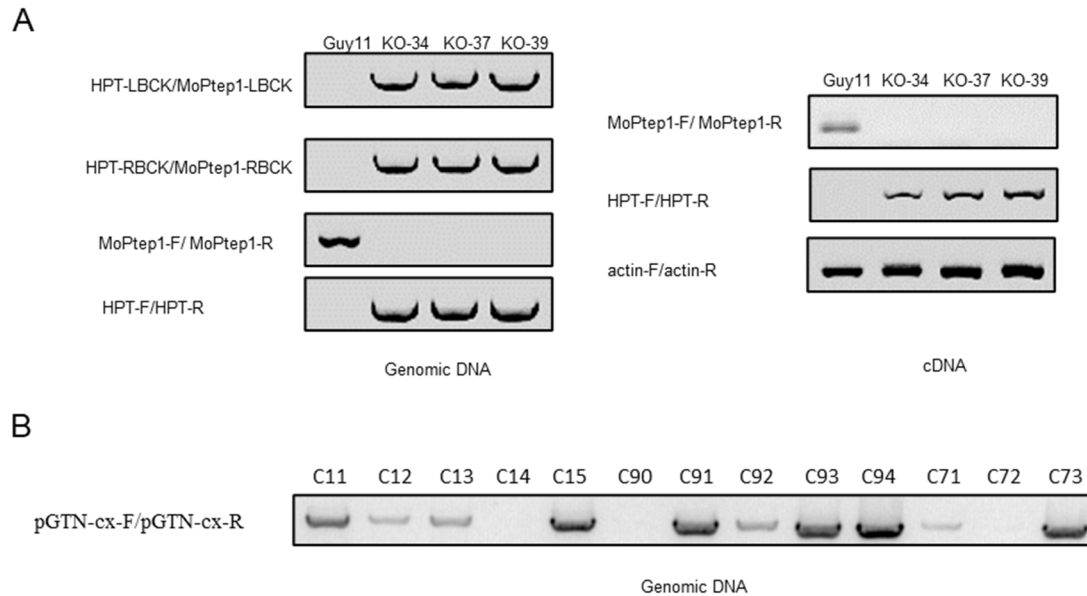 A
Guy11 KO-34 KO-37 KO-39
HPT-LBCK/MoPtep1-LBCK
HPT-RBCK/MoPtep1-RBCK
MoPtep1-F/ MoPtep1-R
HPT-F/HPT-R
Genomic DNA
Guy11 KO-34 KO-37 KO-39
MoPtep1-F/ MoPtep1-R
HPT-F/HPT-R
actin-F/actin-R
cDNA
B
C11 C12 C13 C14 C15 C90 C91 C92 C93 C94 C71 C72 C73
pGTN-cx-F/pGTN-cx-R
Genomic DNA